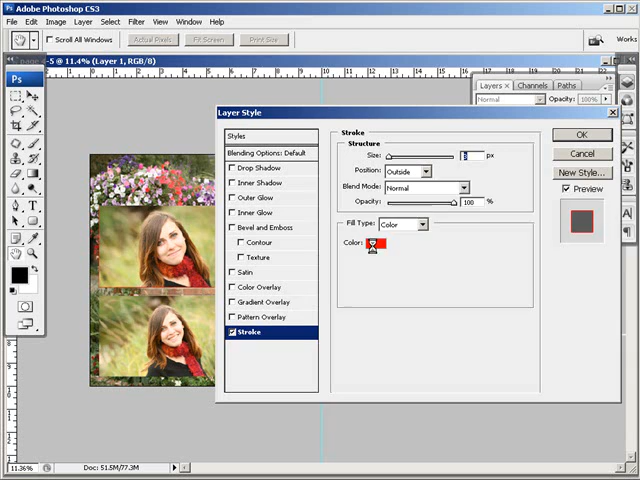 Adobe Photoshop CS3
File Edit Image Layer Select Filter View Window Help
Scroll All Windows Actual Pixels Fit Screen Print Size Works
-5 @ 11.4% (Layer 1, RGB/8)
Layers × Channels Paths
Normal Opacity: 100%
Ps
Layer Style
Styles
Blending Options: Default
Drop Shadow
Inner Shadow
Outer Glow
Inner Glow
Bevel and Emboss
Contour
Texture
Satin
Color Overlay
Gradient Overlay
Pattern Overlay
Stroke
Stroke
Structure
Size: px
Position: Outside
Blend Mode: Normal
Opacity: 100 %
Fill Type: Color
Color:
OK
Cancel
New Style...
Preview
11.36% Doc: 51.5M/77.3M